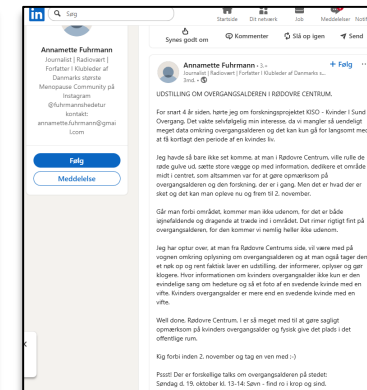 in
Søg
Startside Dit netværk Job Meddelelser
Synes godt om Kommenter Slå op igen Send
Annamette Fuhrmann
Journalist | Radiovært |
Forfatter l Klubleder af
Danmarks største
Menopause Community på
Instagram
@fuhrmannshedetur
kontakt:
annamette.fuhrmann@gmai
l.com
Følg
Meddelelse
Annamette Fuhrmann • 3.+
+ Følg
Journalist | Radiovært | Forfatter l Klubleder af Danmarks s...
3md. •
UDSTILLING OM OVERGANGSALDEREN I RØDOVRE CENTRUM.
For snart 4 år siden, hørte jeg om forskningsprojektet KISO - Kvinder I Sund
Overgang. Det vakte selvfølgelig min interesse, da vi mangler så uendeligt
meget data omkring overgangsalderen og det kan kun gå for langsomt med
at få kortlagt den periode af en kvindes liv.
Jeg havde så bare ikke set komme, at man i Rødovre Centrum, ville rulle de
røde gulve ud, sætte store vægge op med information, dedikere et område
midt i centret, som altsammen var for at gøre opmærksom på
overgangsalderen og den forskning, der er i gang. Men det er hvad der er
sket og det kan man opleve nu og frem til 2. november.
Går man forbi området, kommer man ikke udenom, for det er både
iøjnefaldende og dragende at træde ind i området. Det rimer rigtigt fint på
overgangsalderen, for den kommer vi nemlig heller ikke udenom.
Jeg har optur over, at man fra Rødovre Centrums side, vil være med på
vognen omkring oplysning om overgangsalderen og at man også tager den
et nøk op og rent faktisk laver en udstilling, der informerer, oplyser og gør
klogere. Hvor informationen om kvinders overgangsalder ikke kun er den
evindelige sang om hedeture og så et foto af en svedende kvinde med en
vifte. Kvinders overgangsalder er mere end en svedende kvinde med en
vifte.
Well done, Rødovre Centrum. I er så meget med til at gøre sagligt
opmærksom på kvinders overgangsalder og fysisk give det plads i det
offentlige rum.
Kig forbi inden 2. november og tag en ven med ;-)
Psssst! Der er forskellige talks om overgangsalderen på stedet:
Søndag d. 19. oktober kl. 13-14: Søvn - find ro i krop og sind.